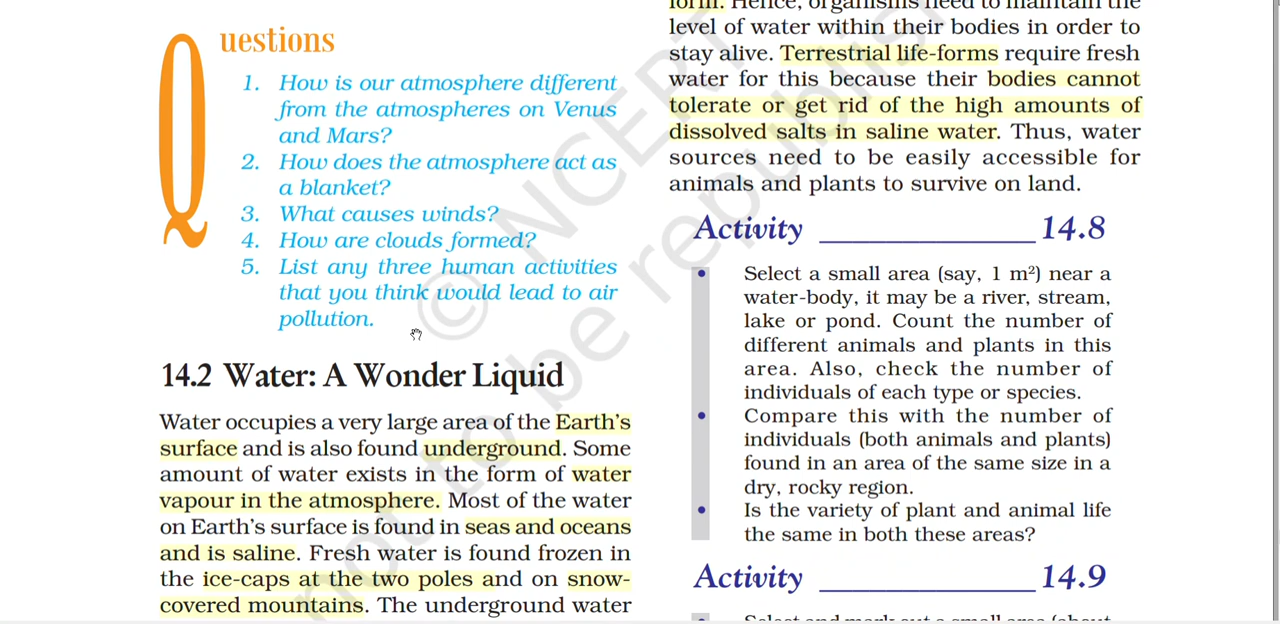 Questions
1. How is our atmosphere different
from the atmospheres on Venus
and Mars?
2. How does the atmosphere act as
a blanket?
3. What causes winds?
4. How are clouds formed?
5. List any three human activities
that you think would lead to air
pollution.
14.2 Water: A Wonder Liquid
Water occupies a very large area of the Earth's
surface and is also found underground. Some
amount of water exists in the form of water
vapour in the atmosphere. Most of the water
on Earth's surface is found in seas and oceans
and is saline. Fresh water is found frozen in
the ice-caps at the two poles and on snow-
covered mountains. The underground water
form. Hence, organisms need to maintain the
level of water within their bodies in order to
stay alive. Terrestrial life-forms require fresh
water for this because their bodies cannot
tolerate or get rid of the high amounts of
dissolved salts in saline water. Thus, water
sources need to be easily accessible for
animals and plants to survive on land.
Activity 14.8
• Select a small area (say, 1 m²) near a
water-body, it may be a river, stream,
lake or pond. Count the number of
different animals and plants in this
area. Also, check the number of
individuals of each type or species.
• Compare this with the number of
individuals (both animals and plants)
found in an area of the same size in a
dry, rocky region.
• Is the variety of plant and animal life
the same in both these areas?
Activity 14.9
• Select and mark out a small area (about
© NCERT
not to be republis